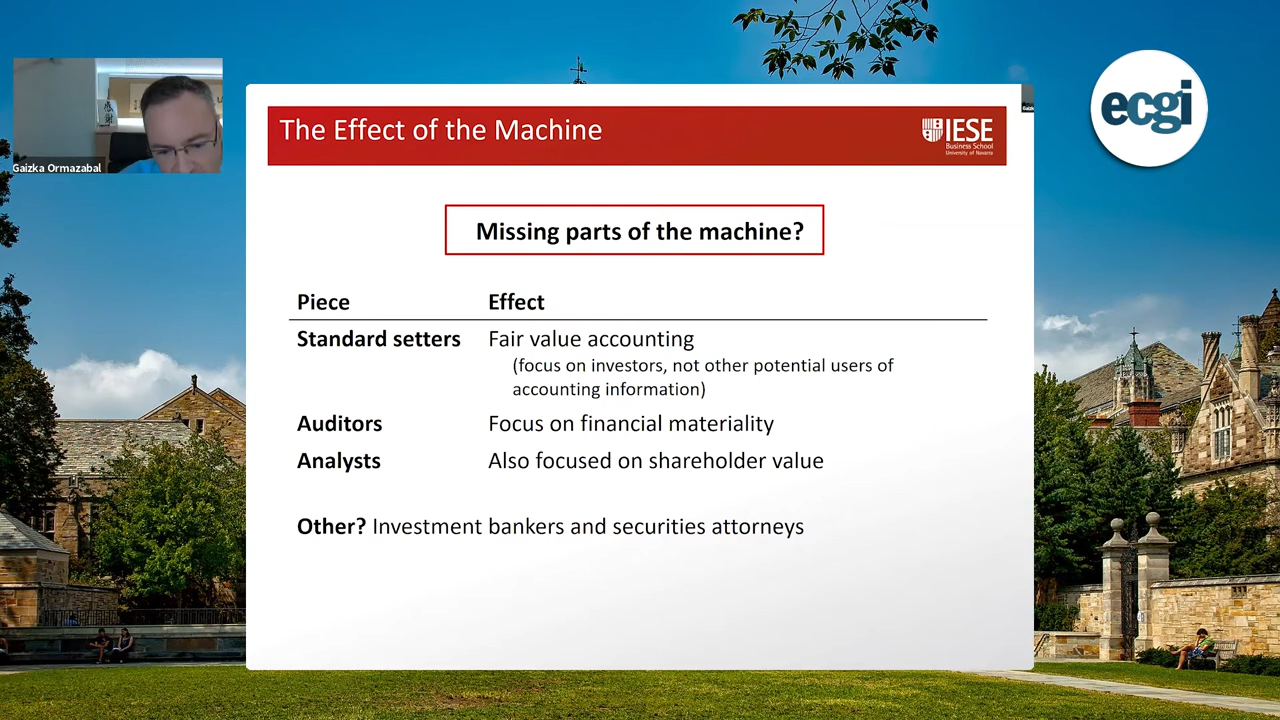 The Effect of the Machine
IESE
Business School
University of Navarra
ecgi
Gaizka Ormazabal
Missing parts of the machine?
Piece Effect
Standard setters Fair value accounting
(focus on investors, not other potential users of
accounting information)
Auditors Focus on financial materiality
Analysts Also focused on shareholder value
Other? Investment bankers and securities attorneys